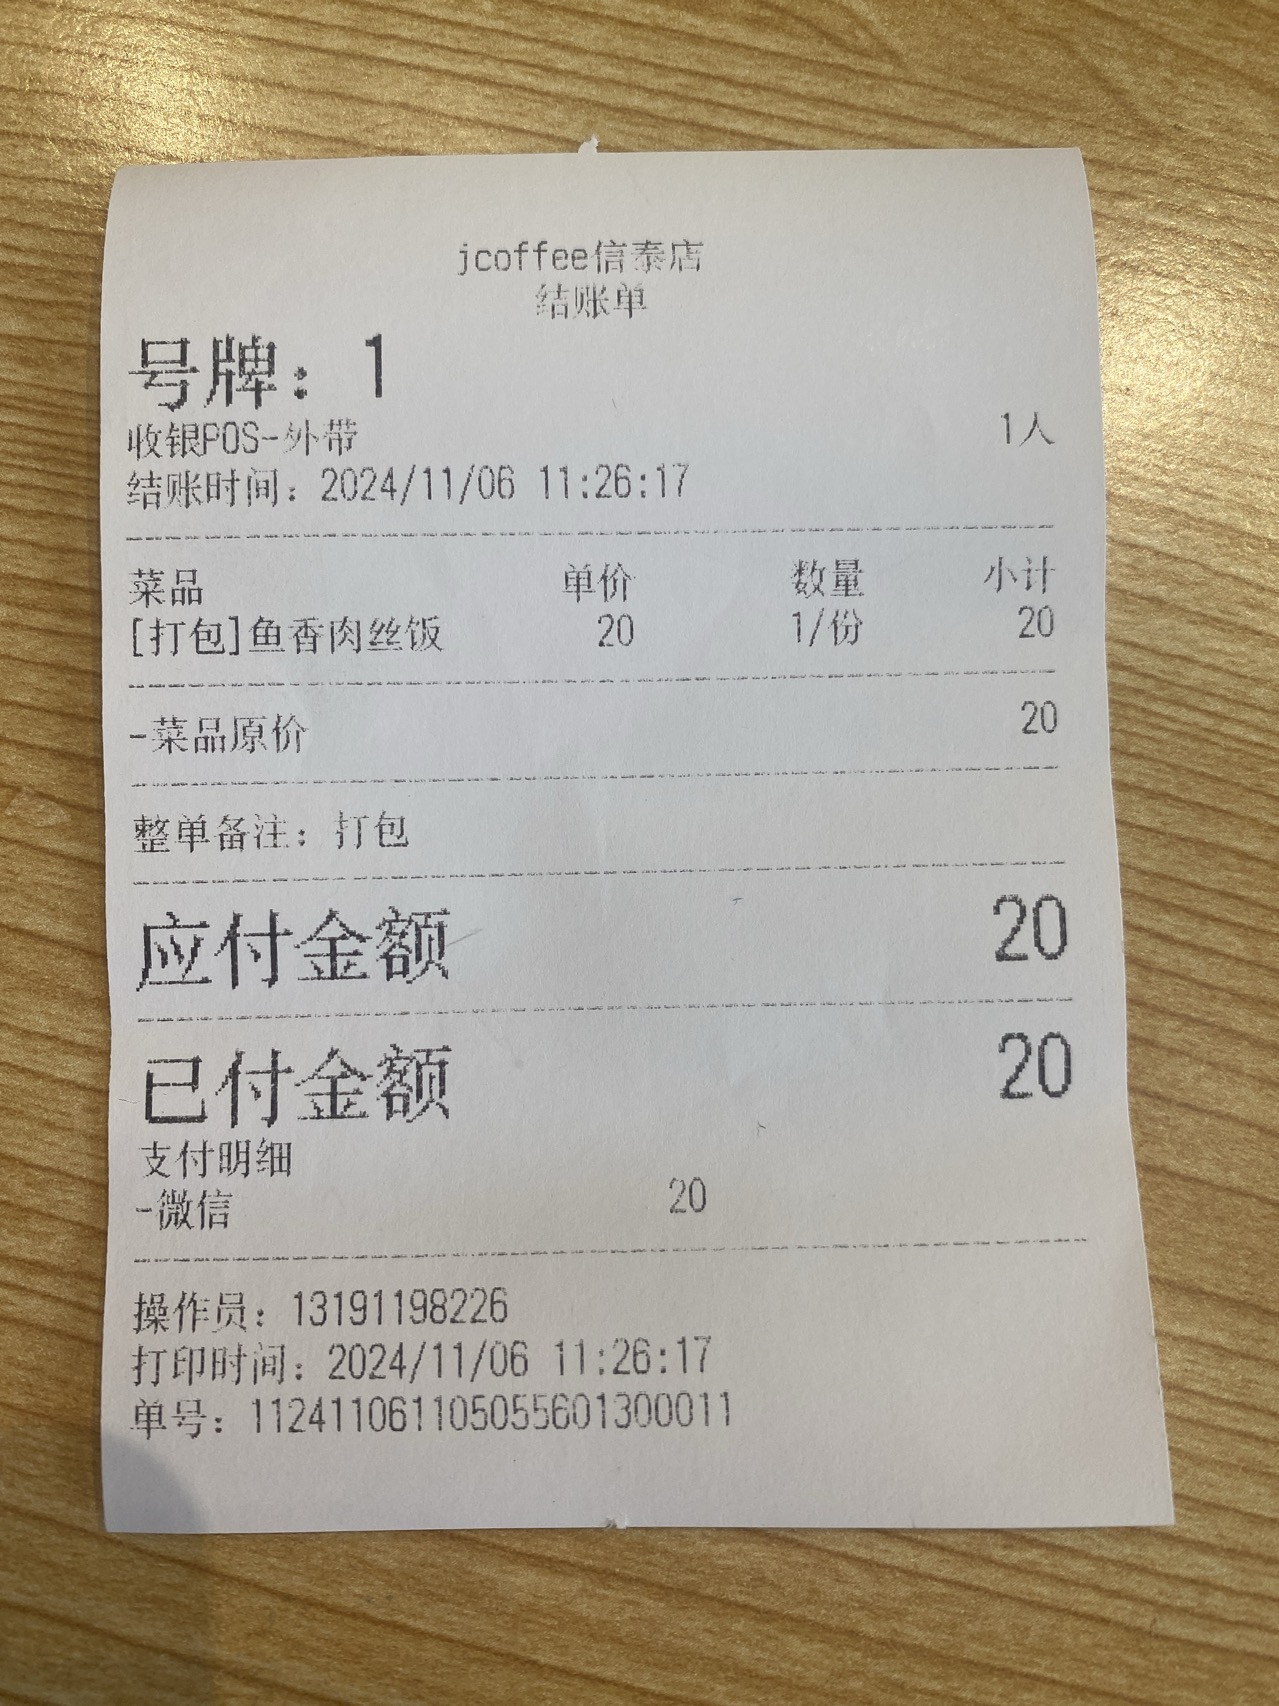 jcoffee信泰店
结账单
号牌：1
收银POS-外带 1人
结账时间：2024/11/06 11:26:17
菜品 单价 数量 小计
[打包]鱼香肉丝饭 20 1/份 20
-菜品原价 20
整单备注：打包
应付金额 20
已付金额 20
支付明细
-微信 20
操作员：13191198226
打印时间：2024/11/06 11:26:17
单号：112411061105055601300011